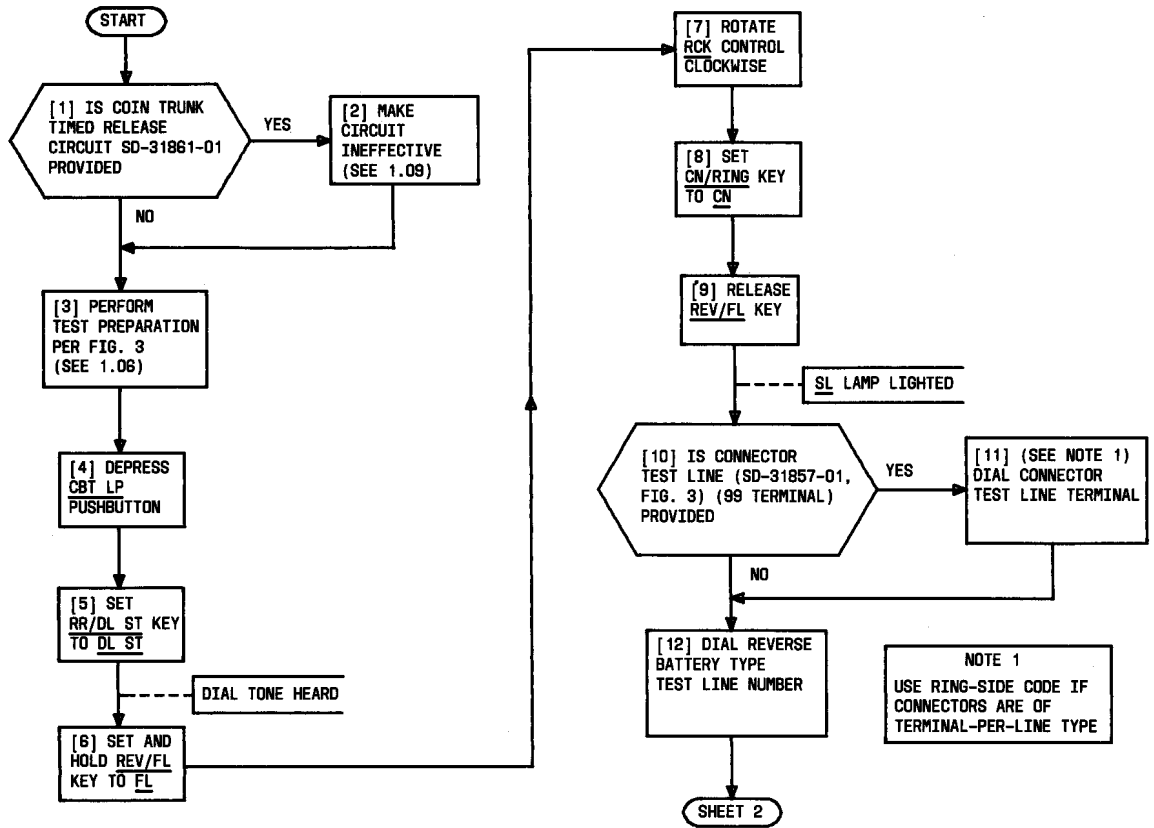 START
[1] IS COIN TRUNK
TIMED RELEASE
CIRCUIT SD-31861-01
PROVIDED
YES
[2] MAKE
CIRCUIT
INEFFECTIVE
(SEE 1.09)
NO
[3] PERFORM
TEST PREPARATION
PER FIG. 3
(SEE 1.06)
[4] DEPRESS
CBT LP
PUSHBUTTON
[5] SET
RR/DL ST KEY
TO DL ST
DIAL TONE HEARD
[6] SET AND
HOLD REV/FL
KEY TO FL
[7] ROTATE
RCK CONTROL
CLOCKWISE
[8] SET
CN/RING KEY
TO CN
[9] RELEASE
REV/FL KEY
SL LAMP LIGHTED
[10] IS CONNECTOR
TEST LINE (SD-31857-01,
FIG. 3) (99 TERMINAL)
PROVIDED
YES
[11] (SEE NOTE 1)
DIAL CONNECTOR
TEST LINE TERMINAL
NO
[12] DIAL REVERSE
BATTERY TYPE
TEST LINE NUMBER
NOTE 1
USE RING-SIDE CODE IF
CONNECTORS ARE OF
TERMINAL-PER-LINE TYPE
SHEET 2